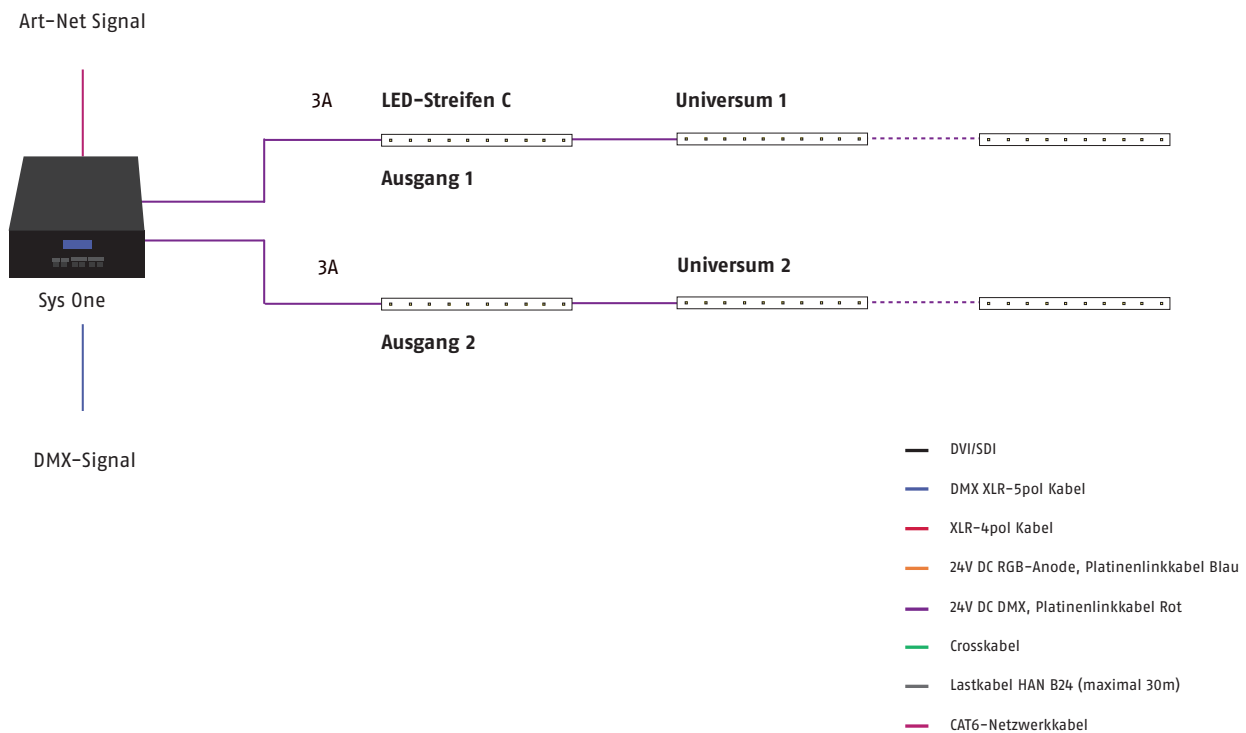 Art-Net Signal
3A
LED-Streifen C
Universum 1
Ausgang 1
3A
Universum 2
Sys One
Ausgang 2
DMX-Signal
DVI/SDI
DMX XLR-5pol Kabel
XLR-4pol Kabel
24V DC RGB-Anode, Platinenlinkkabel Blau
24V DC DMX, Platinenlinkkabel Rot
Crosskabel
Lastkabel HAN B24 (maximal 30m)
CAT6-Netzwerkkabel